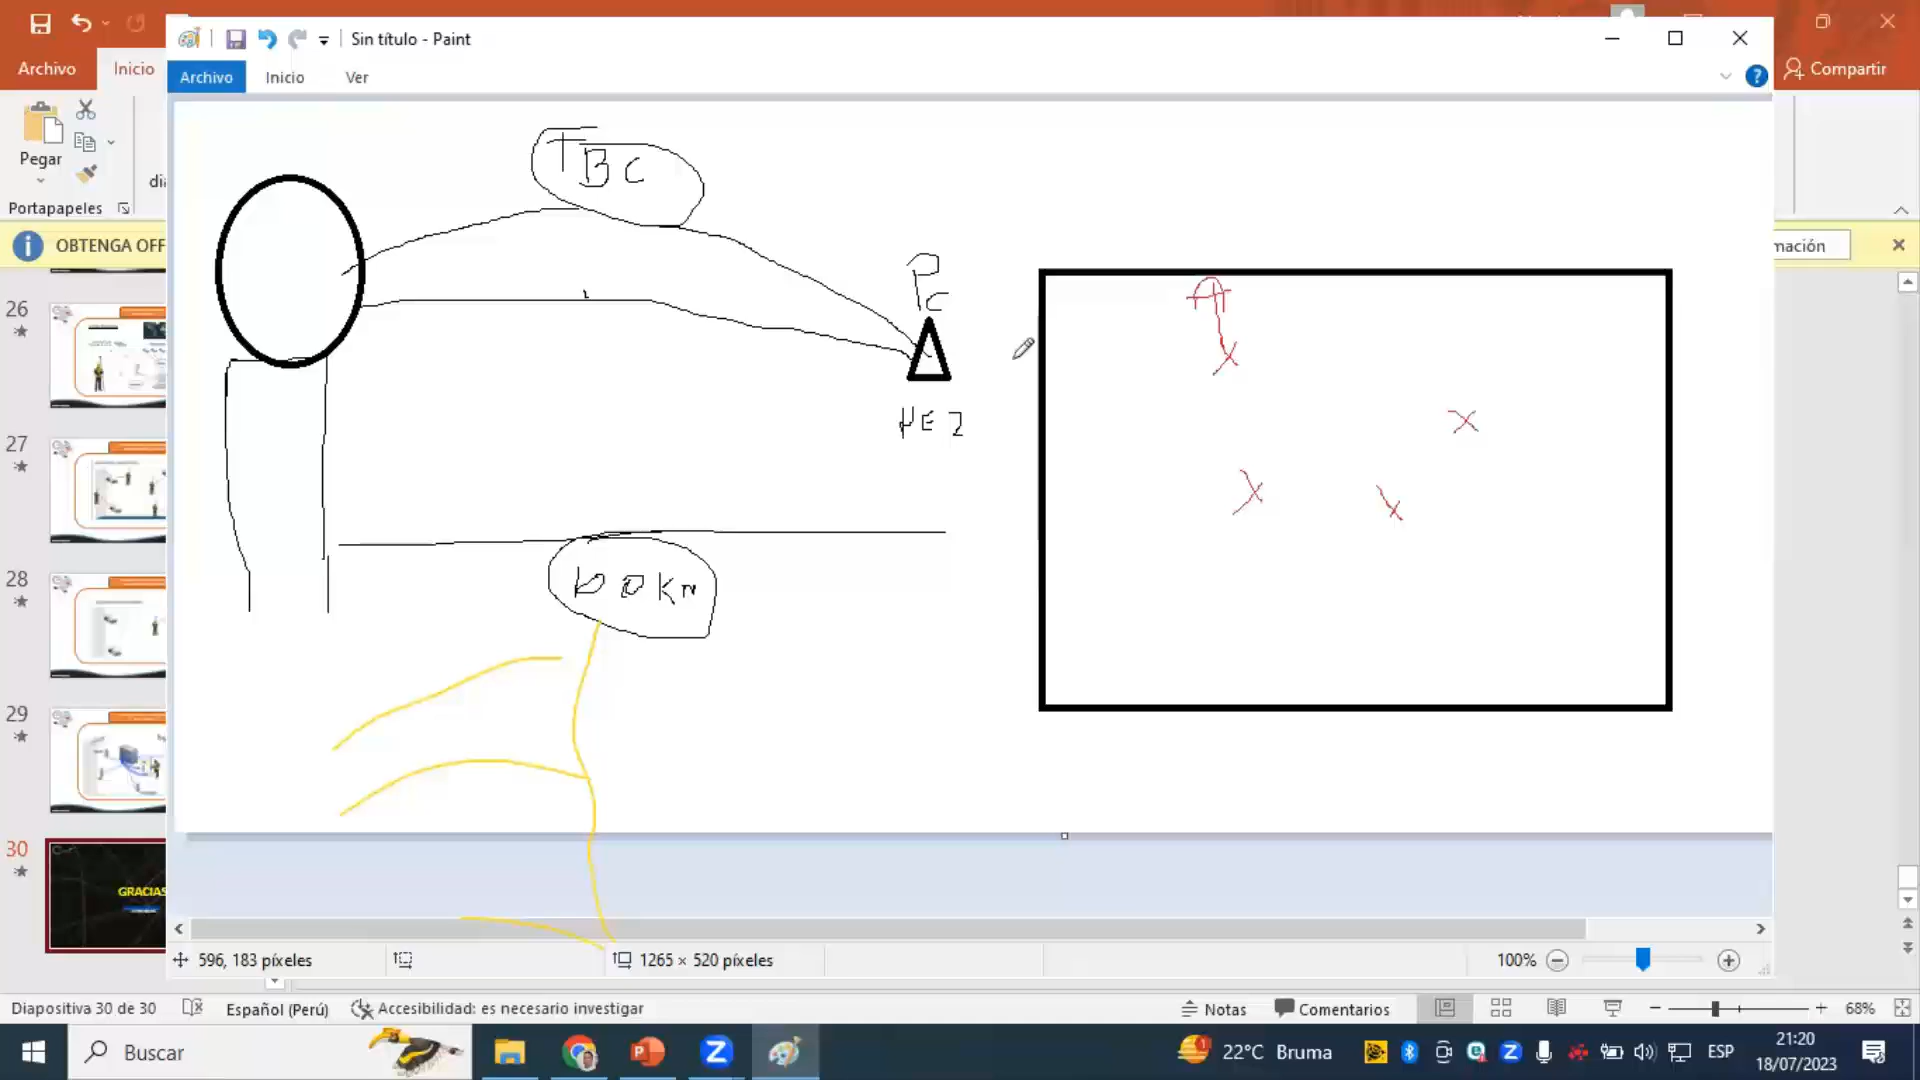 Sin título - Paint
Archivo
Inicio
Compartir
Archivo
Inicio
Ver
Pegar
Portapapeles
OBTENGA OFF
mación
TBC
PC
100 Km
26
27
28
29
30
GRACIAS
596, 183 píxeles
1265 × 520 píxeles
100%
Diapositiva 30 de 30
Español (Perú)
Accesibilidad: es necesario investigar
Notas
Comentarios
68%
Buscar
22°C Bruma
ESP
21:20
18/07/2023